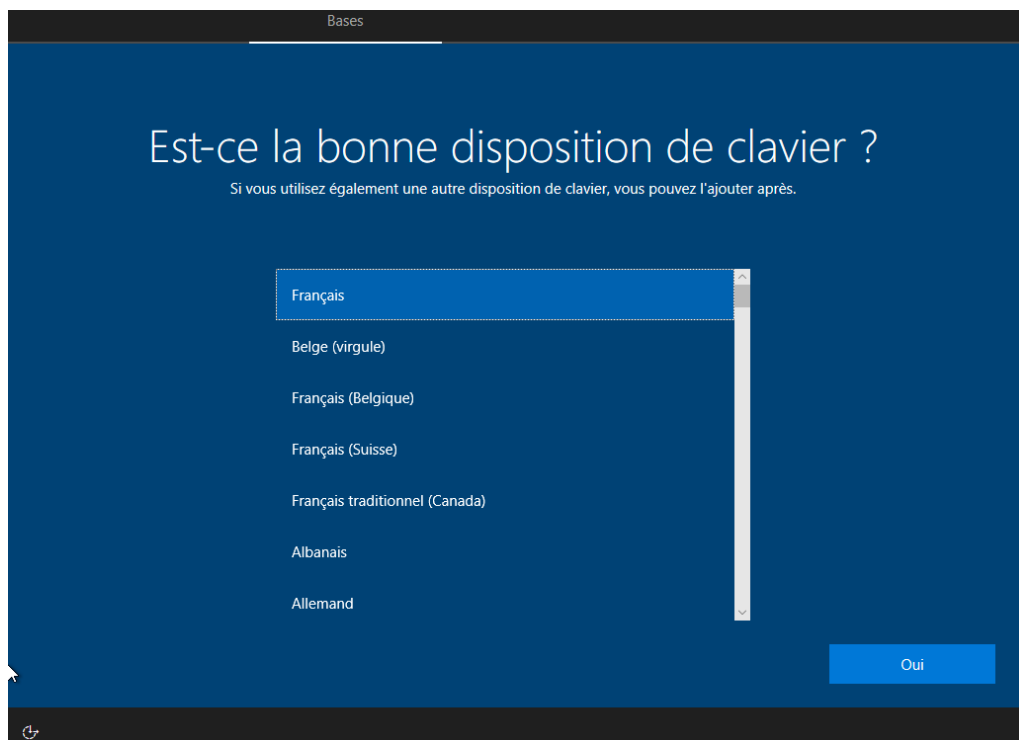 Bases
Est-ce la bonne disposition de clavier ?
Si vous utilisez également une autre disposition de clavier, vous pouvez l'ajouter après.
Français
Belge (virgule)
Français (Belgique)
Français (Suisse)
Français traditionnel (Canada)
Albanais
Allemand
Oui